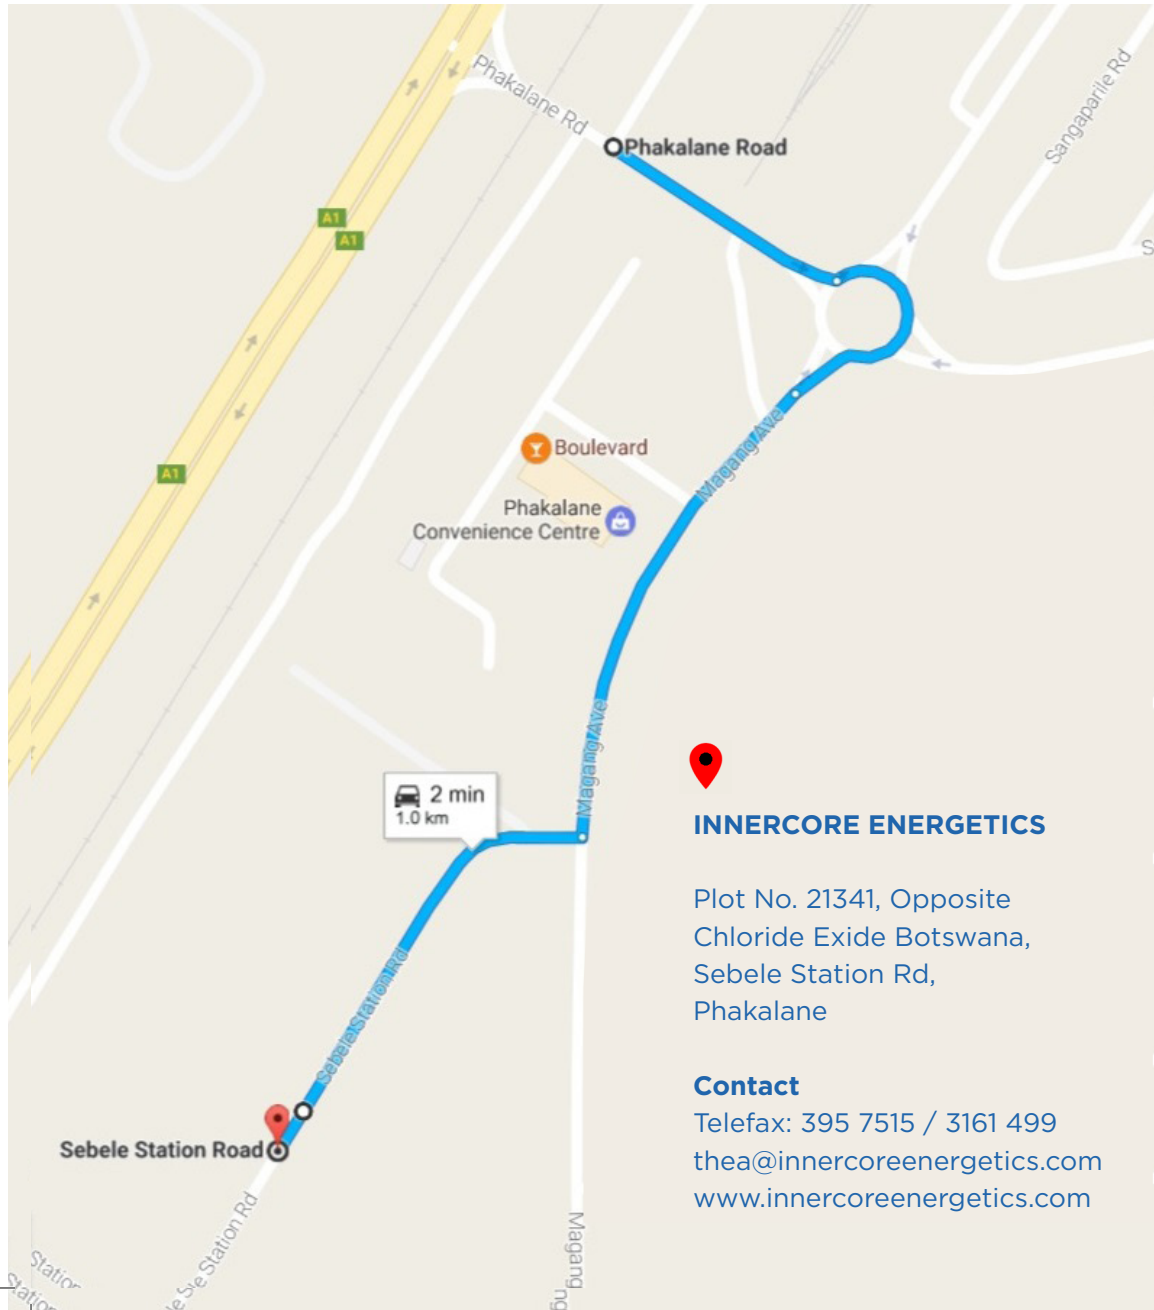 Phakalane Rd
Phakalane Road
Sangaparile Rd
S
A1
A1
A1
Boulevard
Phakalane
Convenience Centre
Magang Ave
Magang Ave
2 min
1.0 km
INNERCORE ENERGETICS
Plot No. 21341, Opposite
Chloride Exide Botswana,
Sebele Station Rd,
Phakalane
Contact
Telefax: 395 7515 / 3161 499
thea@innercoreenergetics.com
www.innercoreenergetics.com
Sebele Station Rd
Sebele Station Road
Station Rd
Magang
ng